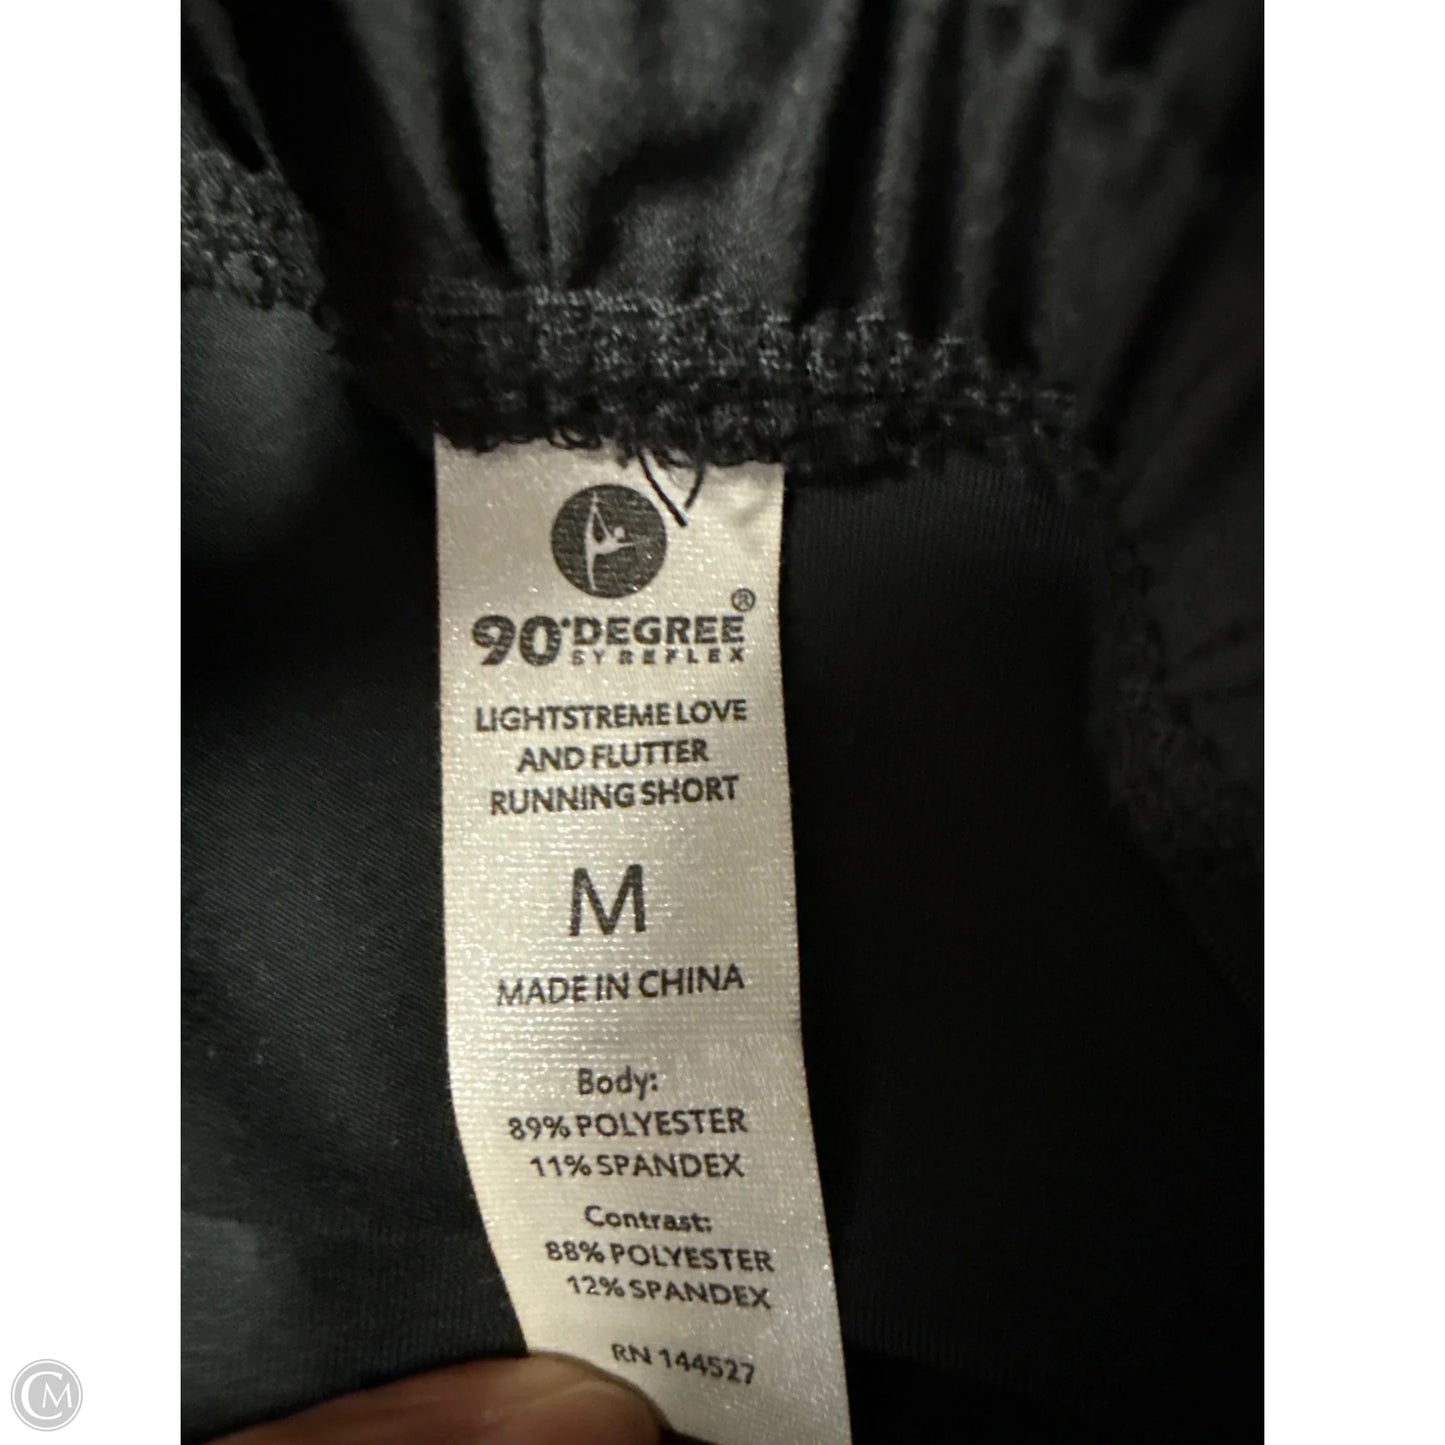 90°DEGREE®
BY REFLEX
LIGHTSTREME LOVE
AND FLUTTER
RUNNING SHORT
M
MADE IN CHINA
Body:
89% POLYESTER
11% SPANDEX
Contrast:
88% POLYESTER
12% SPANDEX
RN 144527
CM